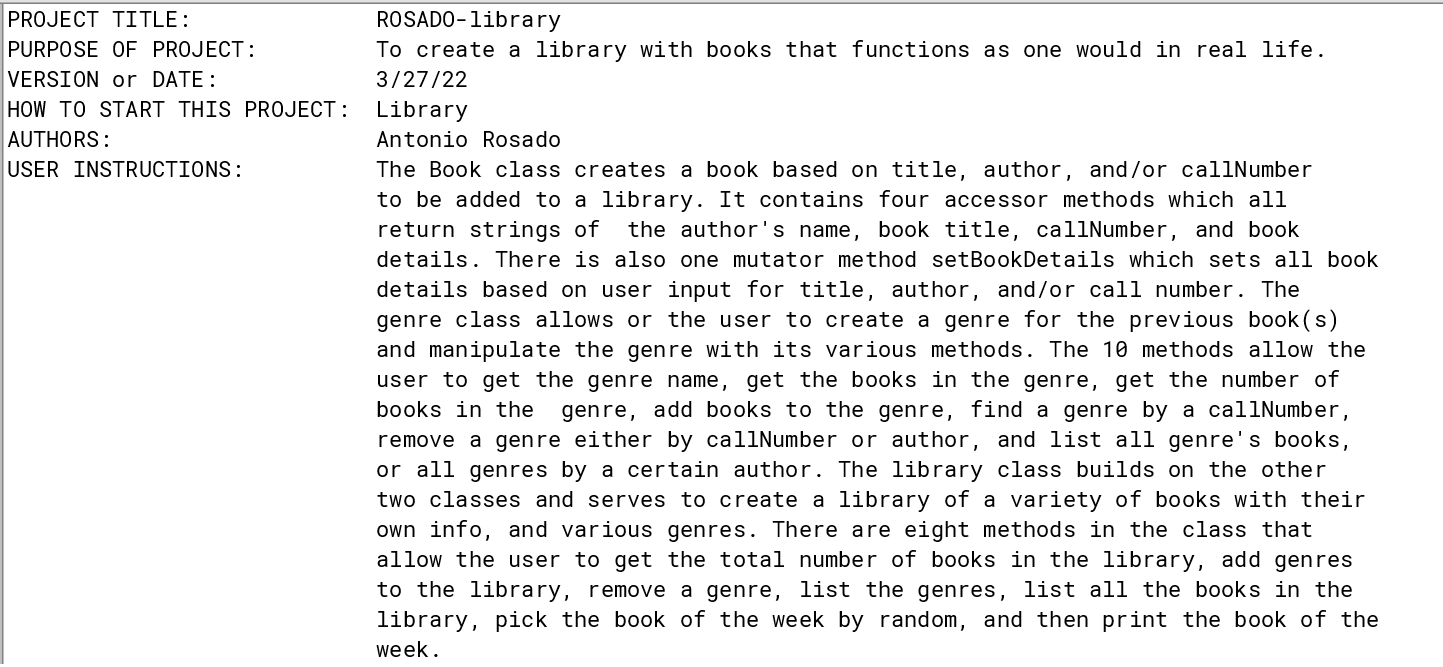 PROJECT TITLE: ROSADO-library
PURPOSE OF PROJECT: To create a library with books that functions as one would in real life.
VERSION or DATE: 3/27/22
HOW TO START THIS PROJECT: Library
AUTHORS: Antonio Rosado
USER INSTRUCTIONS: The Book class creates a book based on title, author, and/or callNumber
to be added to a library. It contains four accessor methods which all
return strings of  the author's name, book title, callNumber, and book
details. There is also one mutator method setBookDetails which sets all book
details based on user input for title, author, and/or call number. The
genre class allows or the user to create a genre for the previous book(s)
and manipulate the genre with its various methods. The 10 methods allow the
user to get the genre name, get the books in the genre, get the number of
books in the  genre, add books to the genre, find a genre by a callNumber,
remove a genre either by callNumber or author, and list all genre's books,
or all genres by a certain author. The library class builds on the other
two classes and serves to create a library of a variety of books with their
own info, and various genres. There are eight methods in the class that
allow the user to get the total number of books in the library, add genres
to the library, remove a genre, list the genres, list all the books in the
library, pick the book of the week by random, and then print the book of the
week.